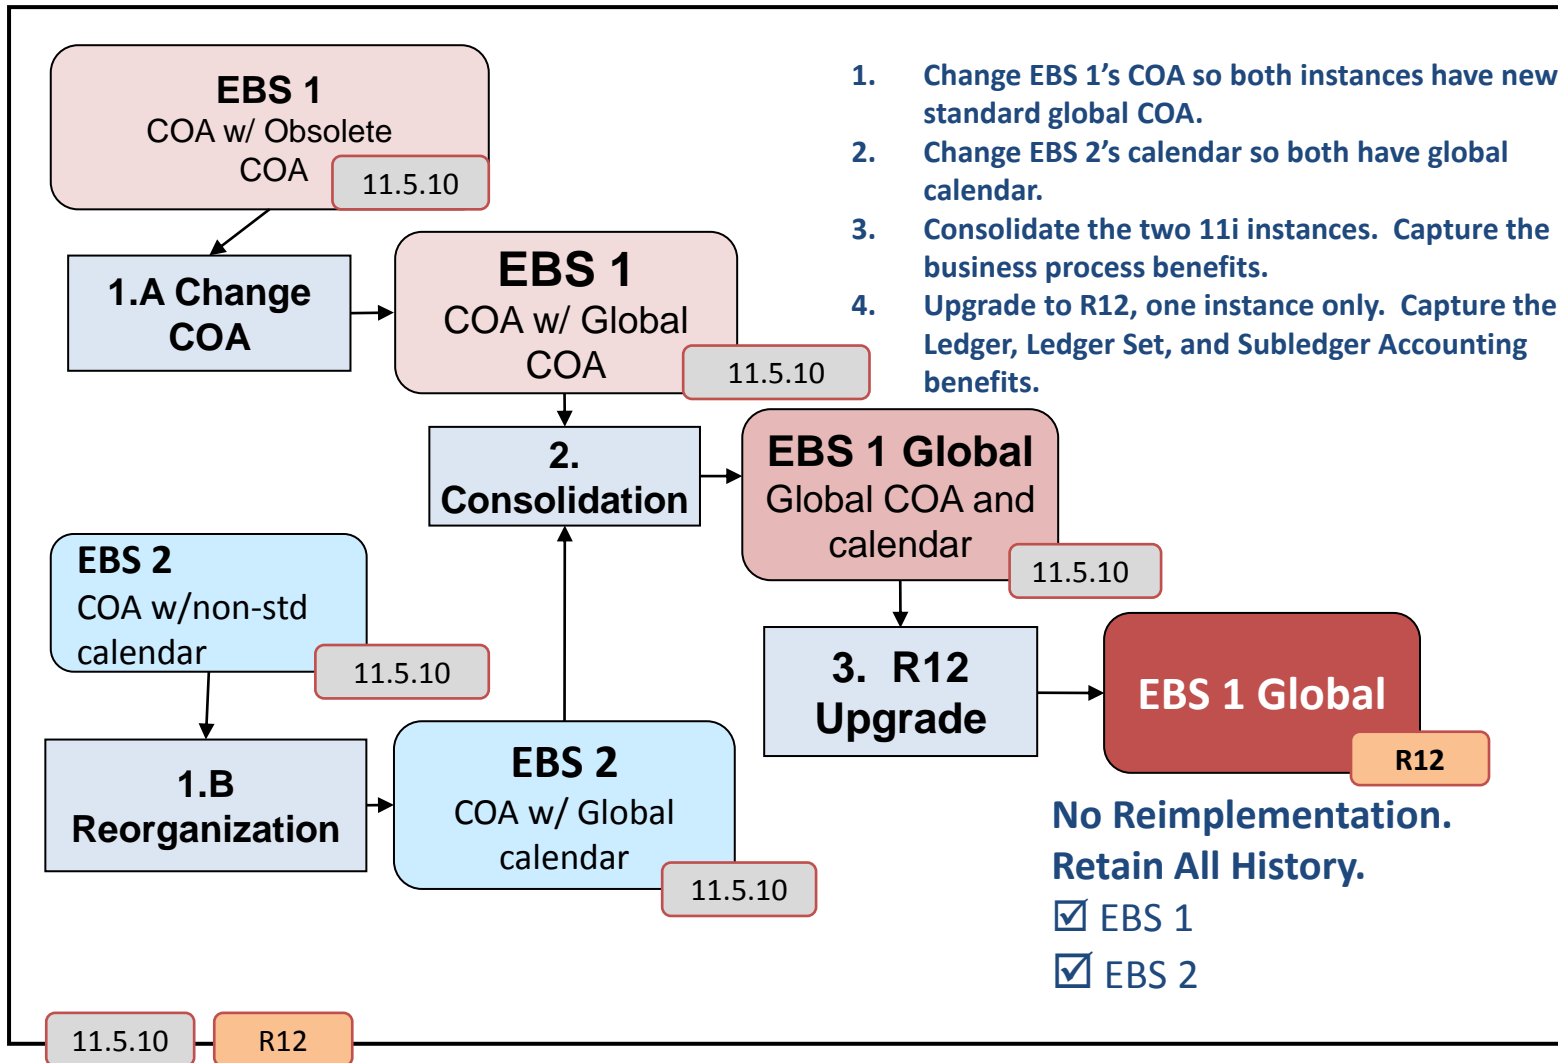 EBS 1
COA w/ Obsolete
COA
11.5.10
1.A Change
COA
EBS 1
COA w/ Global
COA
11.5.10
1. Change EBS 1’s COA so both instances have new
standard global COA.
2. Change EBS 2’s calendar so both have global
calendar.
3. Consolidate the two 11i instances. Capture the
business process benefits.
4. Upgrade to R12, one instance only. Capture the
Ledger, Ledger Set, and Subledger Accounting
benefits.
2.
Consolidation
EBS 1 Global
Global COA and
calendar
11.5.10
EBS 2
COA w/non-std
calendar
11.5.10
1.B
Reorganization
EBS 2
COA w/ Global
calendar
11.5.10
3. R12
Upgrade
EBS 1 Global
R12
No Reimplementation.
Retain All History.
☑ EBS 1
☑ EBS 2
11.5.10
R12